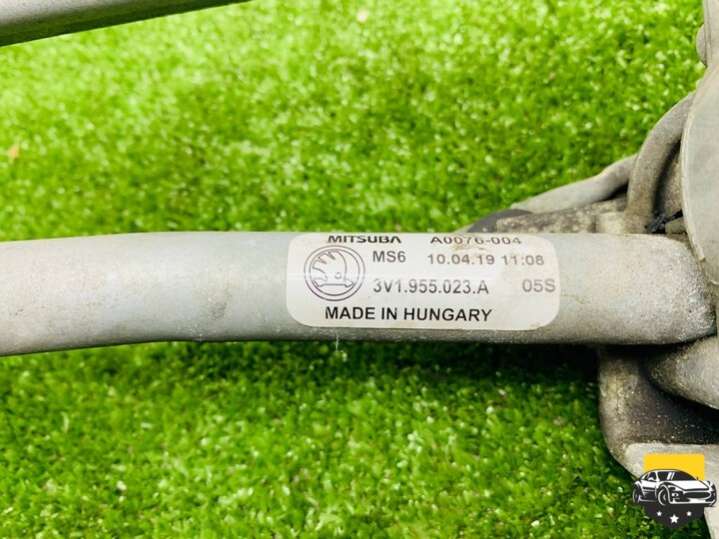 MITSUBA A0076-004
MS6 10.04.19 11:08
3V1.955.023.A 05S
MADE IN HUNGARY